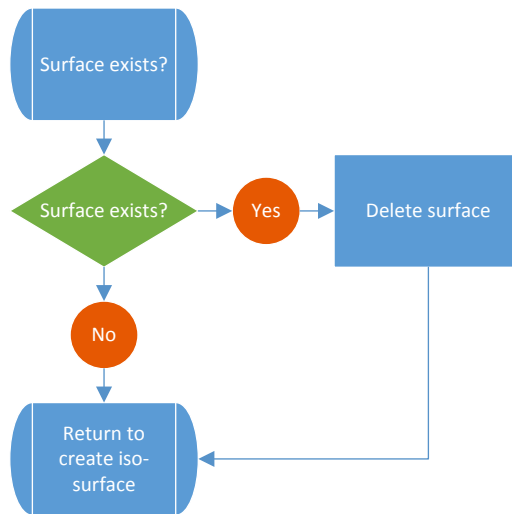 Surface exists?
Surface exists?
Yes
Delete surface
No
Return to
create iso-
surface